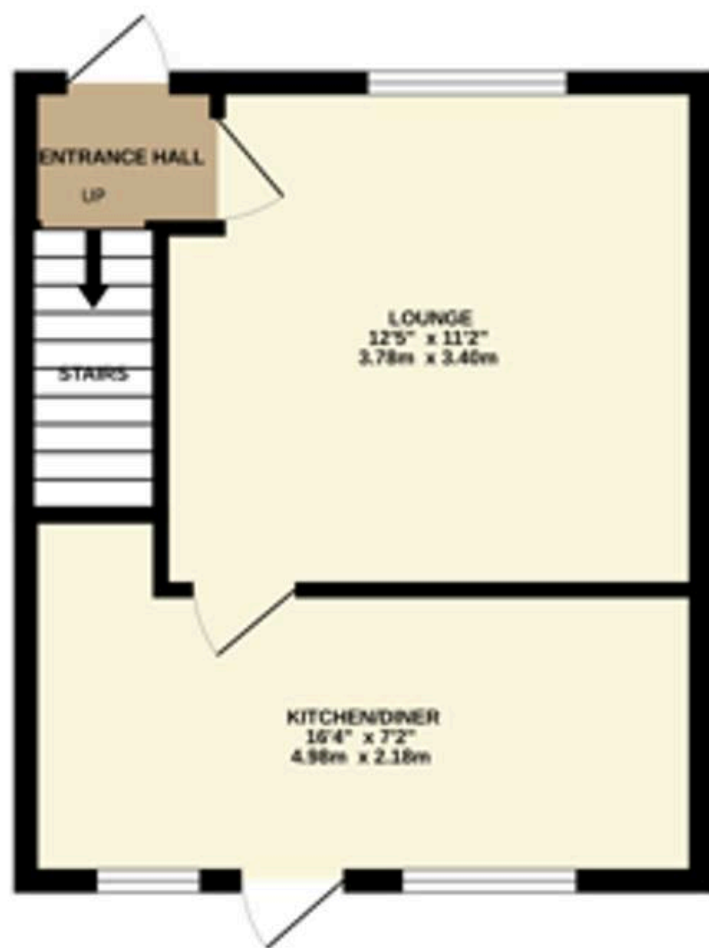 ENTRANCE HALL
UP
STAIRS
LOUNGE
12'5" x 11'2"
3.78m x 3.40m
KITCHEN/DINER
16'4" x 7'2"
4.98m x 2.18m